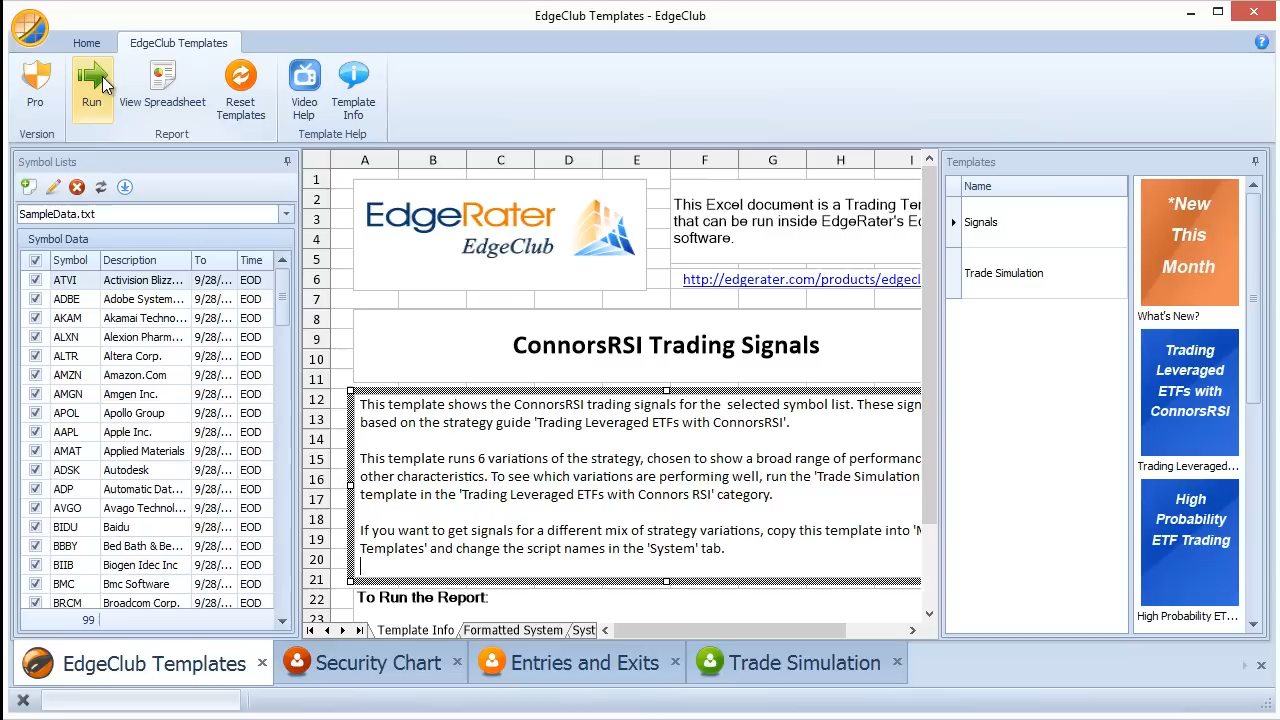 EdgeClub Templates - EdgeClub
Home
EdgeClub Templates
Pro
Run
View Spreadsheet
Reset
Templates
Video
Help
Template
Info
Version
Report
Template Help
Symbol Lists
SampleData.txt
Symbol Data
Symbol Description To Time
ATVI Activision Blizz... 9/28/... EOD
ADBE Adobe System... 9/28/... EOD
AKAM Akamai Techno... 9/28/... EOD
ALXN Alexion Pharm... 9/28/... EOD
ALTR Altera Corp. 9/28/... EOD
AMZN Amazon.Com 9/28/... EOD
AMGN Amgen Inc. 9/28/... EOD
APOL Apollo Group 9/28/... EOD
AAPL Apple Inc. 9/28/... EOD
AMAT Applied Materials 9/28/... EOD
ADSK Autodesk 9/28/... EOD
ADP Automatic Dat... 9/28/... EOD
AVGO Avago Technol... 9/28/... EOD
BIDU Baidu 9/28/... EOD
BBBY Bed Bath & Be... 9/28/... EOD
BIIB Biogen Idec Inc 9/28/... EOD
BMC Bmc Software 9/28/... EOD
BRCM Broadcom Corp. 9/28/... EOD
99
A B C D E F G H I
1
2
3
4
5
6
7
8
9
10
11
12
13
14
15
16
17
18
19
20
21
22
23
EdgeRater
EdgeClub
This Excel document is a Trading Ten
that can be run inside EdgeRater's Ed
software.
http://edgerater.com/products/edgecl
ConnorsRSI Trading Signals
This template shows the ConnorsRSI trading signals for the selected symbol list. These sign
based on the strategy guide 'Trading Leveraged ETFs with ConnorsRSI'.
This template runs 6 variations of the strategy, chosen to show a broad range of performanc
other characteristics. To see which variations are performing well, run the 'Trade Simulation
template in the 'Trading Leveraged ETFs with Connors RSI' category.
If you want to get signals for a different mix of strategy variations, copy this template into 'M
Templates' and change the script names in the 'System' tab.
To Run the Report:
Template Info
Formatted System
Syst
Templates
Name
Signals
Trade Simulation
*New
This
Month
What's New?
Trading
Leveraged
ETFs with
ConnorsRSI
Trading Leveraged...
High
Probability
ETF Trading
High Probability ET...
EdgeClub Templates
Security Chart
Entries and Exits
Trade Simulation